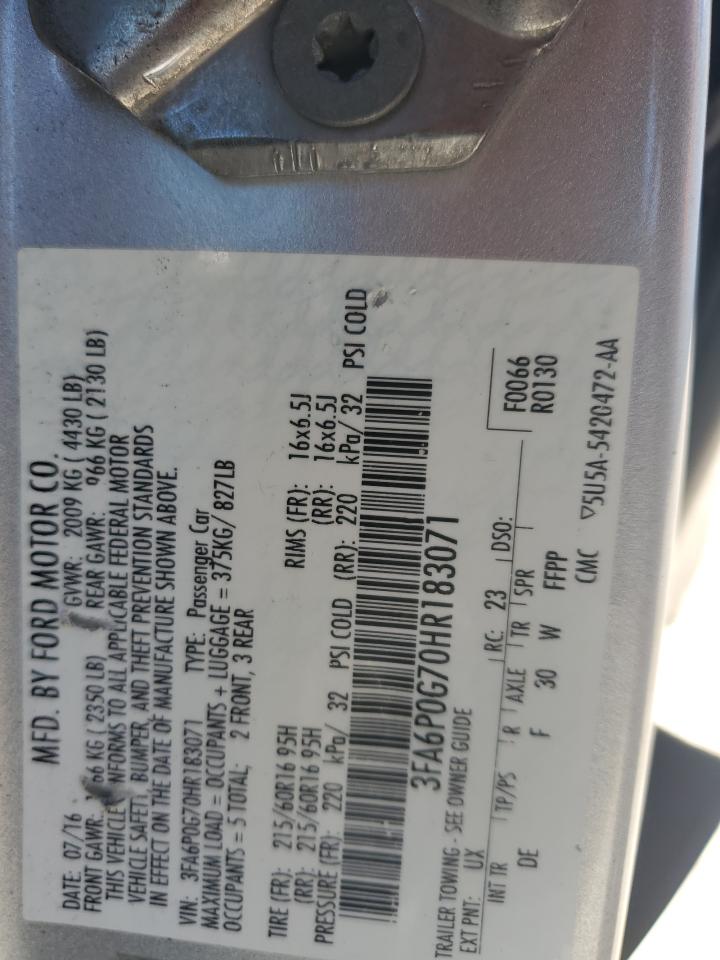 MFD. BY FORD MOTOR CO.
DATE: 07/16 GVWR: 2009 KG ( 4430 LB)
FRONT GAWR: 66 KG ( 2350 LB) REAR GAWR: 966 KG ( 2130 LB)
THIS VEHICLE CONFORMS TO ALL APPLICABLE FEDERAL MOTOR
VEHICLE SAFETY, BUMPER, AND THEFT PREVENTION STANDARDS
IN EFFECT ON THE DATE OF MANUFACTURE SHOWN ABOVE.
VIN: 3FA6P0G70HR183071 TYPE: Passenger Car
MAXIMUM LOAD = OCCUPANTS + LUGGAGE = 375KG/ 827LB
OCCUPANTS = 5 TOTAL: 2 FRONT, 3 REAR
TIRE (FR): 215/60R16 95H RIMS (FR): 16x6.5J
(RR): 215/60R16 95H (RR): 16x6.5J
PRESSURE (FR): 220 kPa/ 32 PSI COLD (RR): 220 kPa/ 32 PSI COLD
3FA6P0G70HR183071
TRAILER TOWING - SEE OWNER GUIDE
EXT PNT: UX RC: 23 DSO: F0066
R0130
INT TR TP/PS R AXLE TR SPR
DE F 30 W FFPP
CMC ▽5U5A-5420472-AA